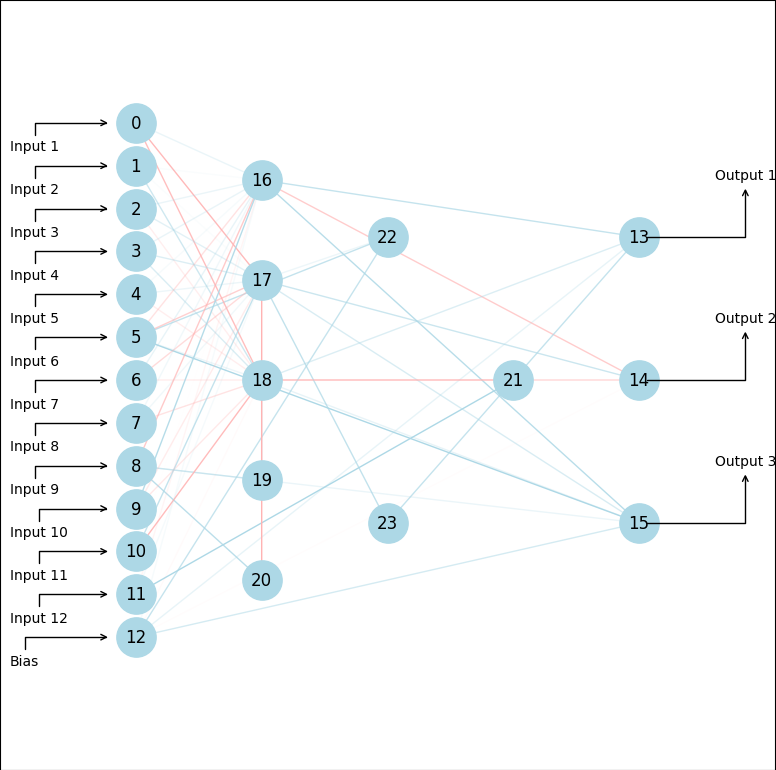 0
Input 1
1
Input 2
2
Input 3
3
Input 4
4
Input 5
5
Input 6
6
Input 7
7
Input 8
8
Input 9
9
Input 10
10
Input 11
11
Input 12
12
Bias
16
17
18
19
20
22
23
21
13
14
15
Output 1
Output 2
Output 3